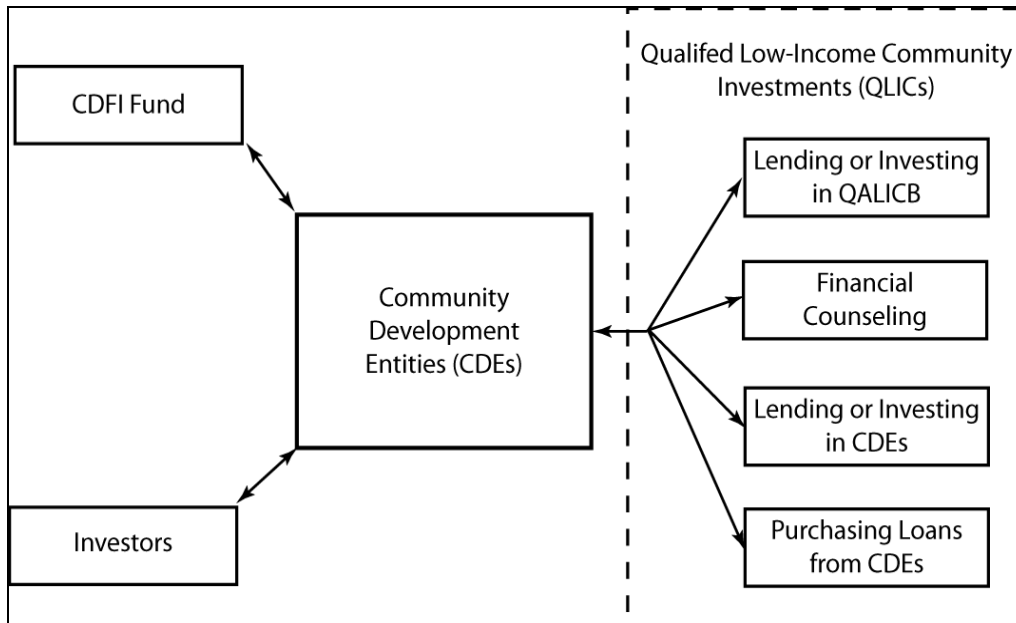 CDFI Fund
Investors
Community
Development
Entities (CDEs)
Qualifed Low-Income Community
Investments (QLICs)
Lending or Investing
in QALICB
Financial
Counseling
Lending or Investing
in CDEs
Purchasing Loans
from CDEs